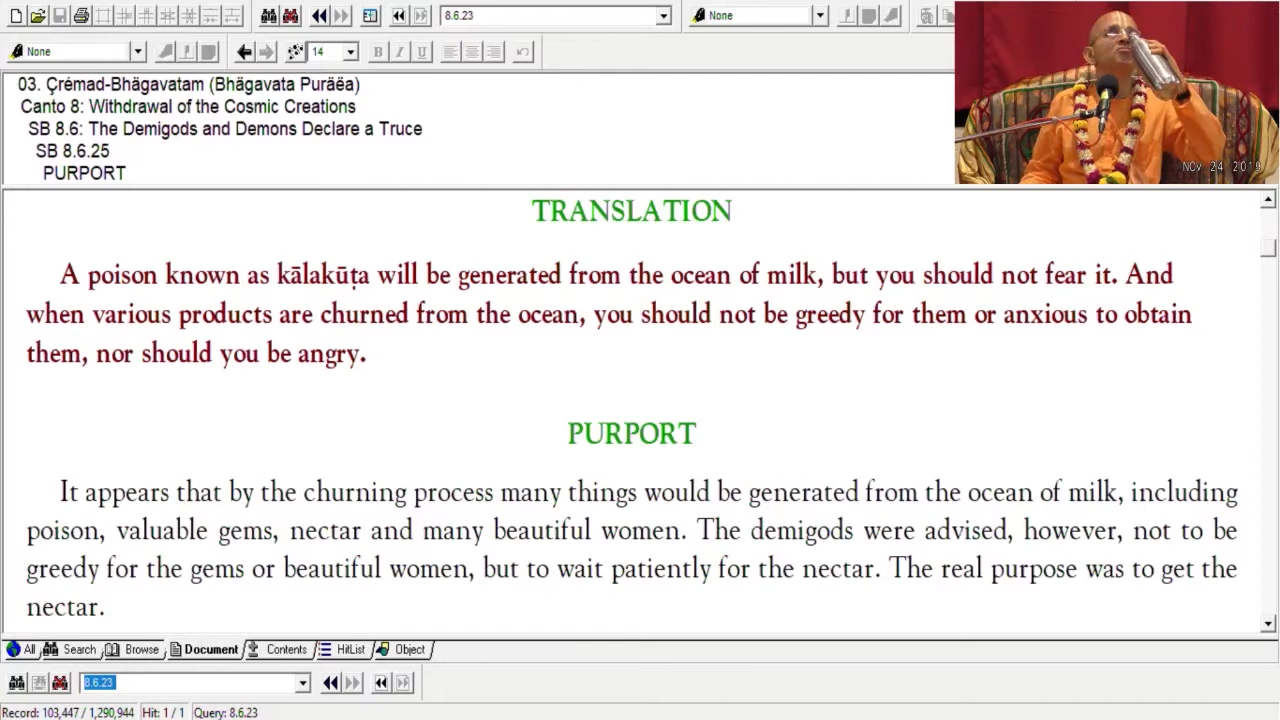 8.6.23
None
None
14
B I U
03. Çrémad-Bhägavatam (Bhägavata Puräëa)
Canto 8: Withdrawal of the Cosmic Creations
SB 8.6: The Demigods and Demons Declare a Truce
SB 8.6.25
PURPORT
Nov 24 2019
TRANSLATION
A poison known as kālakūṭa will be generated from the ocean of milk, but you should not fear it. And
when various products are churned from the ocean, you should not be greedy for them or anxious to obtain
them, nor should you be angry.
PURPORT
It appears that by the churning process many things would be generated from the ocean of milk, including
poison, valuable gems, nectar and many beautiful women. The demigods were advised, however, not to be
greedy for the gems or beautiful women, but to wait patiently for the nectar. The real purpose was to get the
nectar.
All Search Browse Document Contents HitList Object
8.6.23
Record: 103,447 / 1,290,944 Hit: 1 / 1 Query: 8.6.23